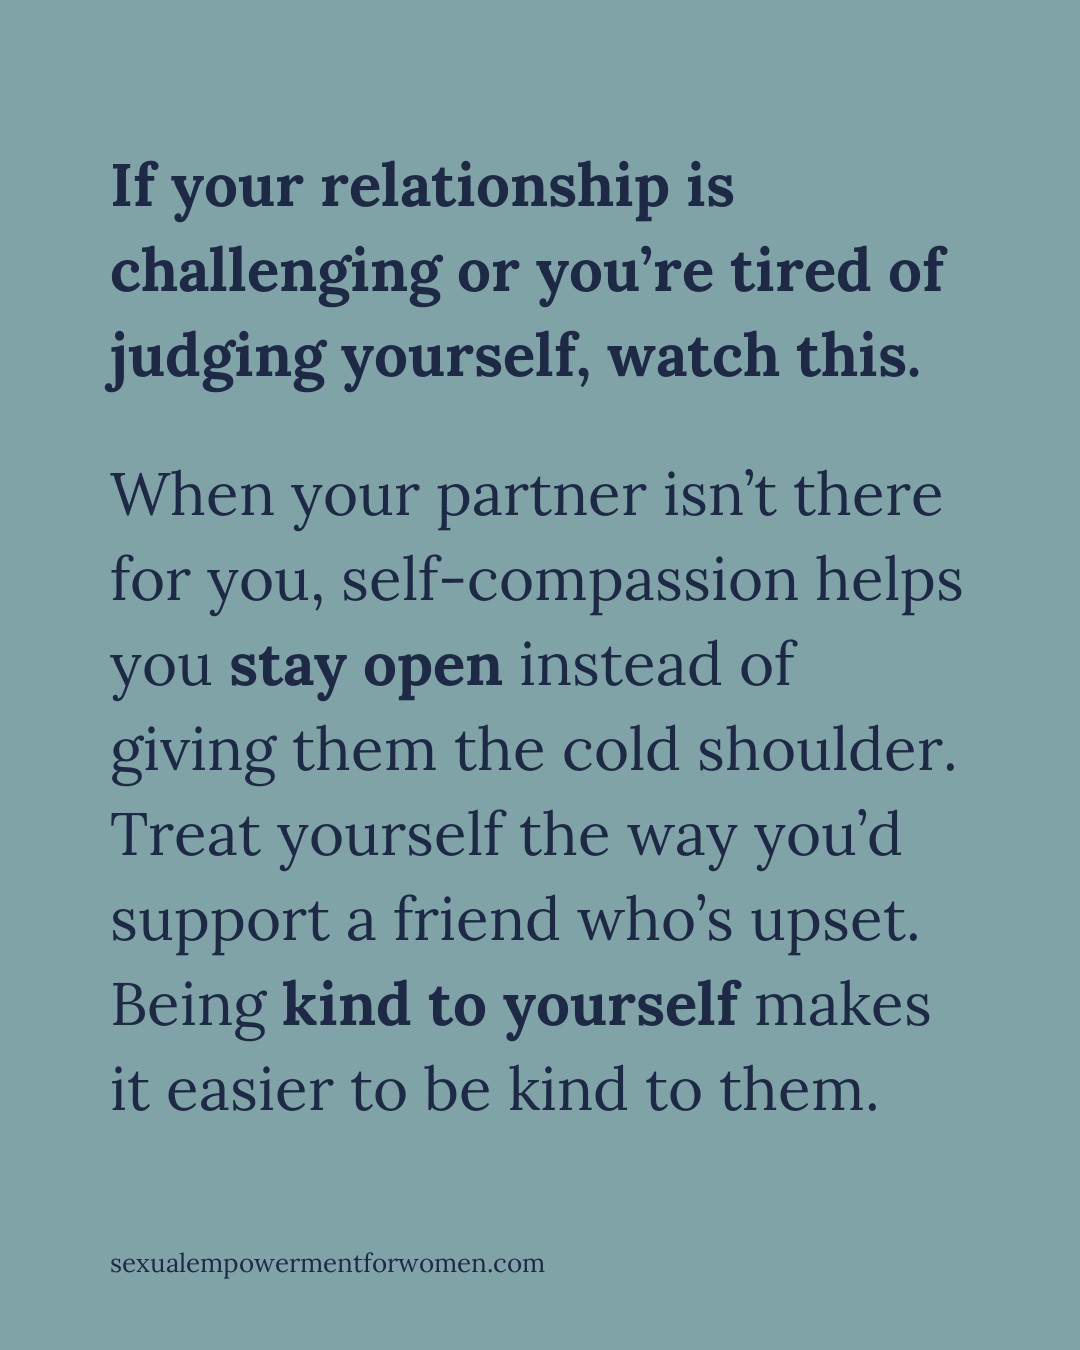 If your relationship is
challenging or you’re tired of
judging yourself, watch this.
When your partner isn’t there
for you, self-compassion helps
you stay open instead of
giving them the cold shoulder.
Treat yourself the way you’d
support a friend who’s upset.
Being kind to yourself makes
it easier to be kind to them.
sexualempowermentforwomen.com